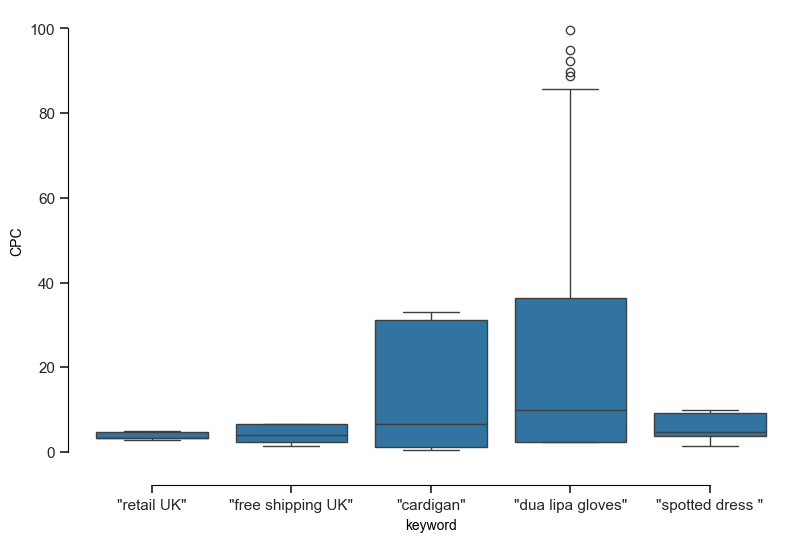 100
80
60
40
20
0
CPC
"retail UK" "free shipping UK" "cardigan" "dua lipa gloves" "spotted dress "
keyword